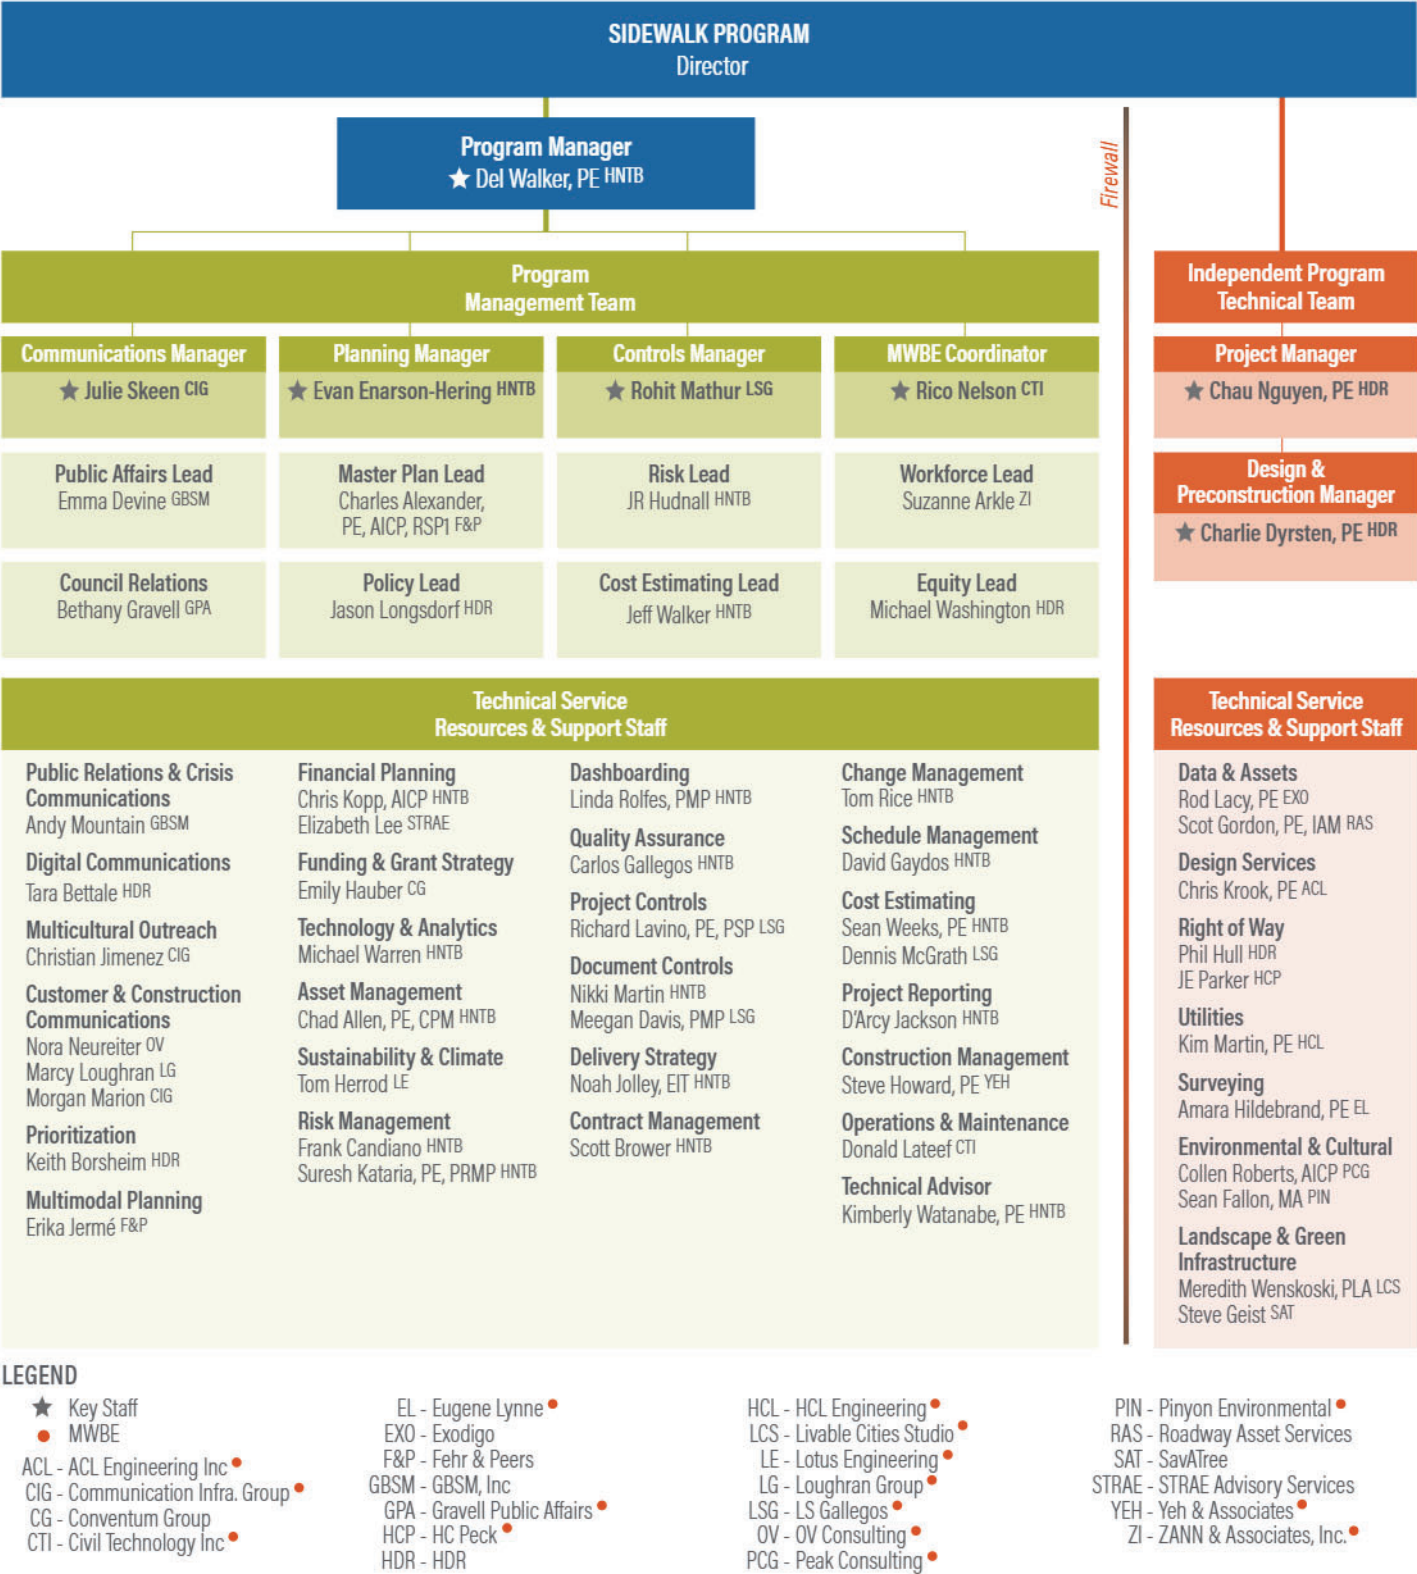 SIDEWALK PROGRAM
Director
Program Manager
★ Del Walker, PE HNTB
Firewall
Program
Management Team
Independent Program
Technical Team
Communications Manager
★ Julie Skeen CIG
Planning Manager
★ Evan Enarson-Hering HNTB
Controls Manager
★ Rohit Mathur LSG
MWBE Coordinator
★ Rico Nelson CTI
Project Manager
★ Chau Nguyen, PE HDR
Public Affairs Lead
Emma Devine GBSM
Master Plan Lead
Charles Alexander,
PE, AICP, RSP1 F&P
Risk Lead
JR Hudnall HNTB
Workforce Lead
Suzanne Arkle ZI
Design &
Preconstruction Manager
★ Charlie Dyrsten, PE HDR
Council Relations
Bethany Gravell GPA
Policy Lead
Jason Longsdorf HDR
Cost Estimating Lead
Jeff Walker HNTB
Equity Lead
Michael Washington HDR
Technical Service
Resources & Support Staff
Public Relations & Crisis
Communications
Andy Mountain GBSM
Digital Communications
Tara Bettale HDR
Multicultural Outreach
Christian Jimenez CIG
Customer & Construction
Communications
Nora Neureiter OV
Marcy Loughran LG
Morgan Marion CIG
Prioritization
Keith Borsheim HDR
Multimodal Planning
Erika Jermé F&P
Financial Planning
Chris Kopp, AICP HNTB
Elizabeth Lee STRAE
Funding & Grant Strategy
Emily Hauber CG
Technology & Analytics
Michael Warren HNTB
Asset Management
Chad Allen, PE, CPM HNTB
Sustainability & Climate
Tom Herrod LE
Risk Management
Frank Candiano HNTB
Suresh Kataria, PE, PRMP HNTB
Dashboarding
Linda Rolfes, PMP HNTB
Quality Assurance
Carlos Gallegos HNTB
Project Controls
Richard Lavino, PE, PSP LSG
Document Controls
Nikki Martin HNTB
Meegan Davis, PMP LSG
Delivery Strategy
Noah Jolley, EIT HNTB
Contract Management
Scott Brower HNTB
Change Management
Tom Rice HNTB
Schedule Management
David Gaydos HNTB
Cost Estimating
Sean Weeks, PE HNTB
Dennis McGrath LSG
Project Reporting
D'Arcy Jackson HNTB
Construction Management
Steve Howard, PE YEH
Operations & Maintenance
Donald Lateef CTI
Technical Advisor
Kimberly Watanabe, PE HNTB
Technical Service
Resources & Support Staff
Data & Assets
Rod Lacy, PE EXO
Scot Gordon, PE, IAM RAS
Design Services
Chris Krook, PE ACL
Right of Way
Phil Hull HDR
JE Parker HCP
Utilities
Kim Martin, PE HCL
Surveying
Amara Hildebrand, PE EL
Environmental & Cultural
Collen Roberts, AICP PCG
Sean Fallon, MA PIN
Landscape & Green
Infrastructure
Meredith Wenskoski, PLA LCS
Steve Geist SAT
LEGEND
★ Key Staff
● MWBE
ACL - ACL Engineering Inc ●
CIG - Communication Infra. Group ●
CG - Conventum Group
CTI - Civil Technology Inc ●
EL - Eugene Lynne ●
EXO - Exodigo
F&P - Fehr & Peers
GBSM - GBSM, Inc
GPA - Gravell Public Affairs ●
HCP - HC Peck ●
HDR - HDR
HCL - HCL Engineering ●
LCS - Livable Cities Studio ●
LE - Lotus Engineering ●
LG - Loughran Group ●
LSG - LS Gallegos ●
OV - OV Consulting ●
PCG - Peak Consulting ●
PIN - Pinyon Environmental ●
RAS - Roadway Asset Services
SAT - SavATree
STRAE - STRAE Advisory Services
YEH - Yeh & Associates ●
ZI - ZANN & Associates, Inc. ●